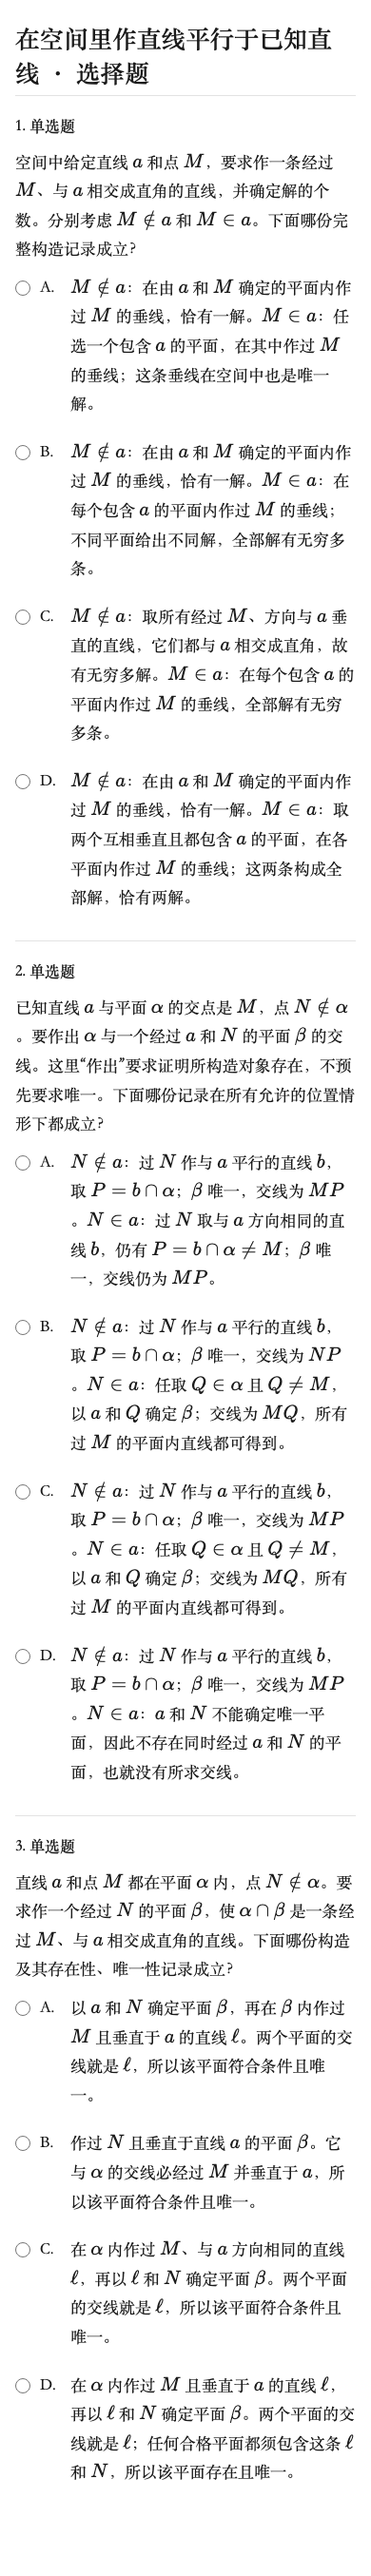 在空间里作直线平行于已知直
线 · 选择题
1. 单选题
空间中给定直线 a 和点 M，要求作一条经过
M、与 a 相交成直角的直线，并确定解的个
数。分别考虑 M ∉ a 和 M ∈ a。下面哪份完
整构造记录成立?
A. M ∉ a：在由 a 和 M 确定的平面内作
过 M 的垂线，恰有一解。M ∈ a：任
选一个包含 a 的平面，在其中作过 M
的垂线；这条垂线在空间中也是唯一
解。
B. M ∉ a：在由 a 和 M 确定的平面内作
过 M 的垂线，恰有一解。M ∈ a：在
每个包含 a 的平面内作过 M 的垂线；
不同平面给出不同解，全部解有无穷多
条。
C. M ∉ a：取所有经过 M、方向与 a 垂
直的直线，它们都与 a 相交成直角，故
有无穷多解。M ∈ a：在每个包含 a 的
平面内作过 M 的垂线，全部解有无穷
多条。
D. M ∉ a：在由 a 和 M 确定的平面内作
过 M 的垂线，恰有一解。M ∈ a：取
两个互相垂直且都包含 a 的平面，在各
平面内作过 M 的垂线；这两条构成全
部解，恰有两解。
2. 单选题
已知直线 a 与平面 α 的交点是 M，点 N ∉ α
。要作出 α 与一个经过 a 和 N 的平面 β 的交
线。这里“作出”要求证明所构造对象存在，不预
先要求唯一。下面哪份记录在所有允许的位置情
形下都成立?
A. N ∉ a：过 N 作与 a 平行的直线 b，
取 P = b ∩ α；β 唯一，交线为 MP
。N ∈ a：过 N 取与 a 方向相同的直
线 b，仍有 P = b ∩ α ≠ M；β 唯
一，交线仍为 MP。
B. N ∉ a：过 N 作与 a 平行的直线 b，
取 P = b ∩ α；β 唯一，交线为 NP
。N ∈ a：任取 Q ∈ α 且 Q ≠ M，
以 a 和 Q 确定 β；交线为 MQ，所有
过 M 的平面内直线都可得到。
C. N ∉ a：过 N 作与 a 平行的直线 b，
取 P = b ∩ α；β 唯一，交线为 MP
。N ∈ a：任取 Q ∈ α 且 Q ≠ M，
以 a 和 Q 确定 β；交线为 MQ，所有
过 M 的平面内直线都可得到。
D. N ∉ a：过 N 作与 a 平行的直线 b，
取 P = b ∩ α；β 唯一，交线为 MP
。N ∈ a：a 和 N 不能确定唯一平
面，因此不存在同时经过 a 和 N 的平
面，也就没有所求交线。
3. 单选题
直线 a 和点 M 都在平面 α 内，点 N ∉ α。要
求作一个经过 N 的平面 β，使 α ∩ β 是一条经
过 M、与 a 相交成直角的直线。下面哪份构造
及其存在性、唯一性记录成立?
A. 以 a 和 N 确定平面 β，再在 β 内作过
M 且垂直于 a 的直线 ℓ。两个平面的交
线就是 ℓ，所以该平面符合条件且唯
一。
B. 作过 N 且垂直于直线 a 的平面 β。它
与 α 的交线必经过 M 并垂直于 a，所
以该平面符合条件且唯一。
C. 在 α 内作过 M、与 a 方向相同的直线
ℓ，再以 ℓ 和 N 确定平面 β。两个平面
的交线就是 ℓ，所以该平面符合条件且
唯一。
D. 在 α 内作过 M 且垂直于 a 的直线 ℓ，
再以 ℓ 和 N 确定平面 β。两个平面的交
线就是 ℓ；任何合格平面都须包含这条 ℓ
和 N，所以该平面存在且唯一。